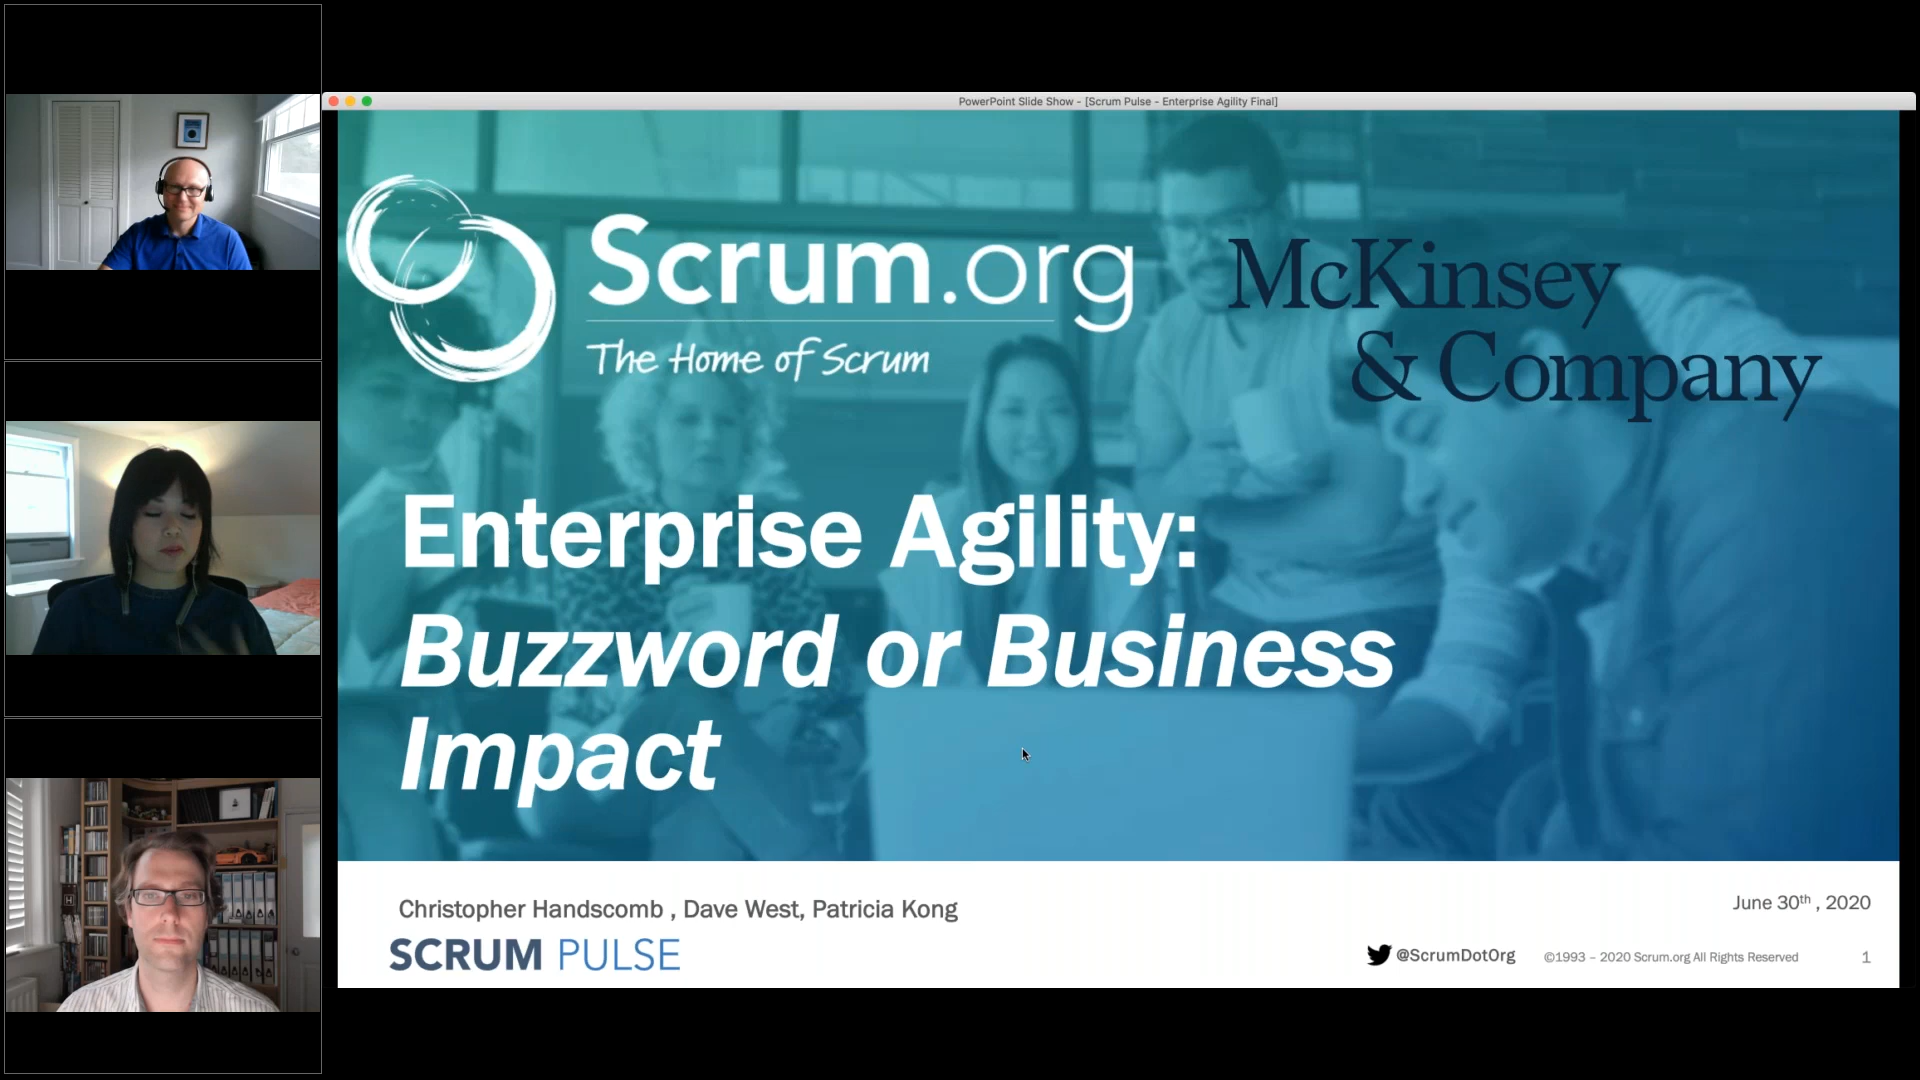 PowerPoint Slide Show - [Scrum Pulse - Enterprise Agility Final]
Scrum.org
The Home of Scrum
McKinsey
& Company
Enterprise Agility:
Buzzword or Business
Impact
Christopher Handscomb , Dave West, Patricia Kong
June 30th , 2020
SCRUM PULSE
@ScrumDotOrg
©1993 – 2020 Scrum.org All Rights Reserved
1